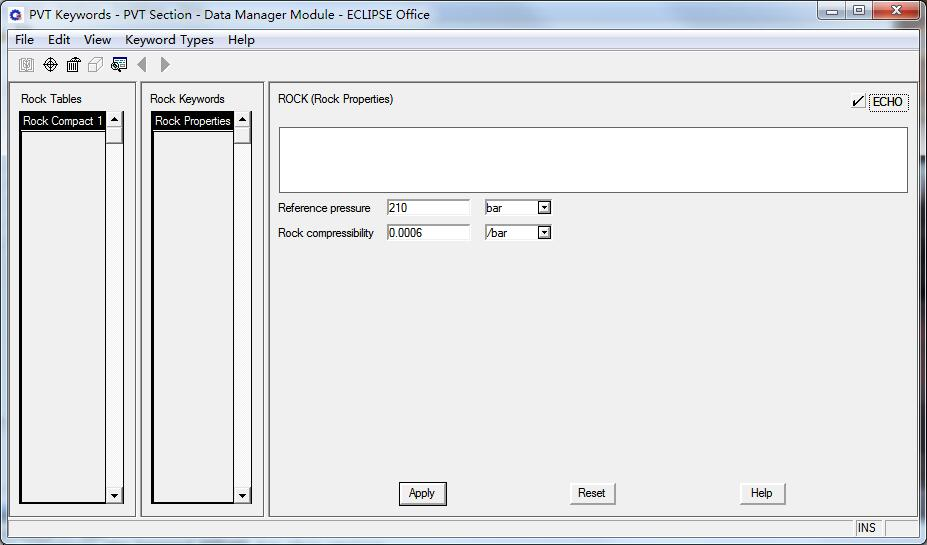 PVT Keywords - PVT Section - Data Manager Module - ECLIPSE Office
File Edit View Keyword Types Help
Rock Tables
Rock Compact 1
Rock Keywords
Rock Properties
ROCK (Rock Properties)
ECHO
Reference pressure 210 bar
Rock compressibility 0.0006 /bar
Apply Reset Help
INS